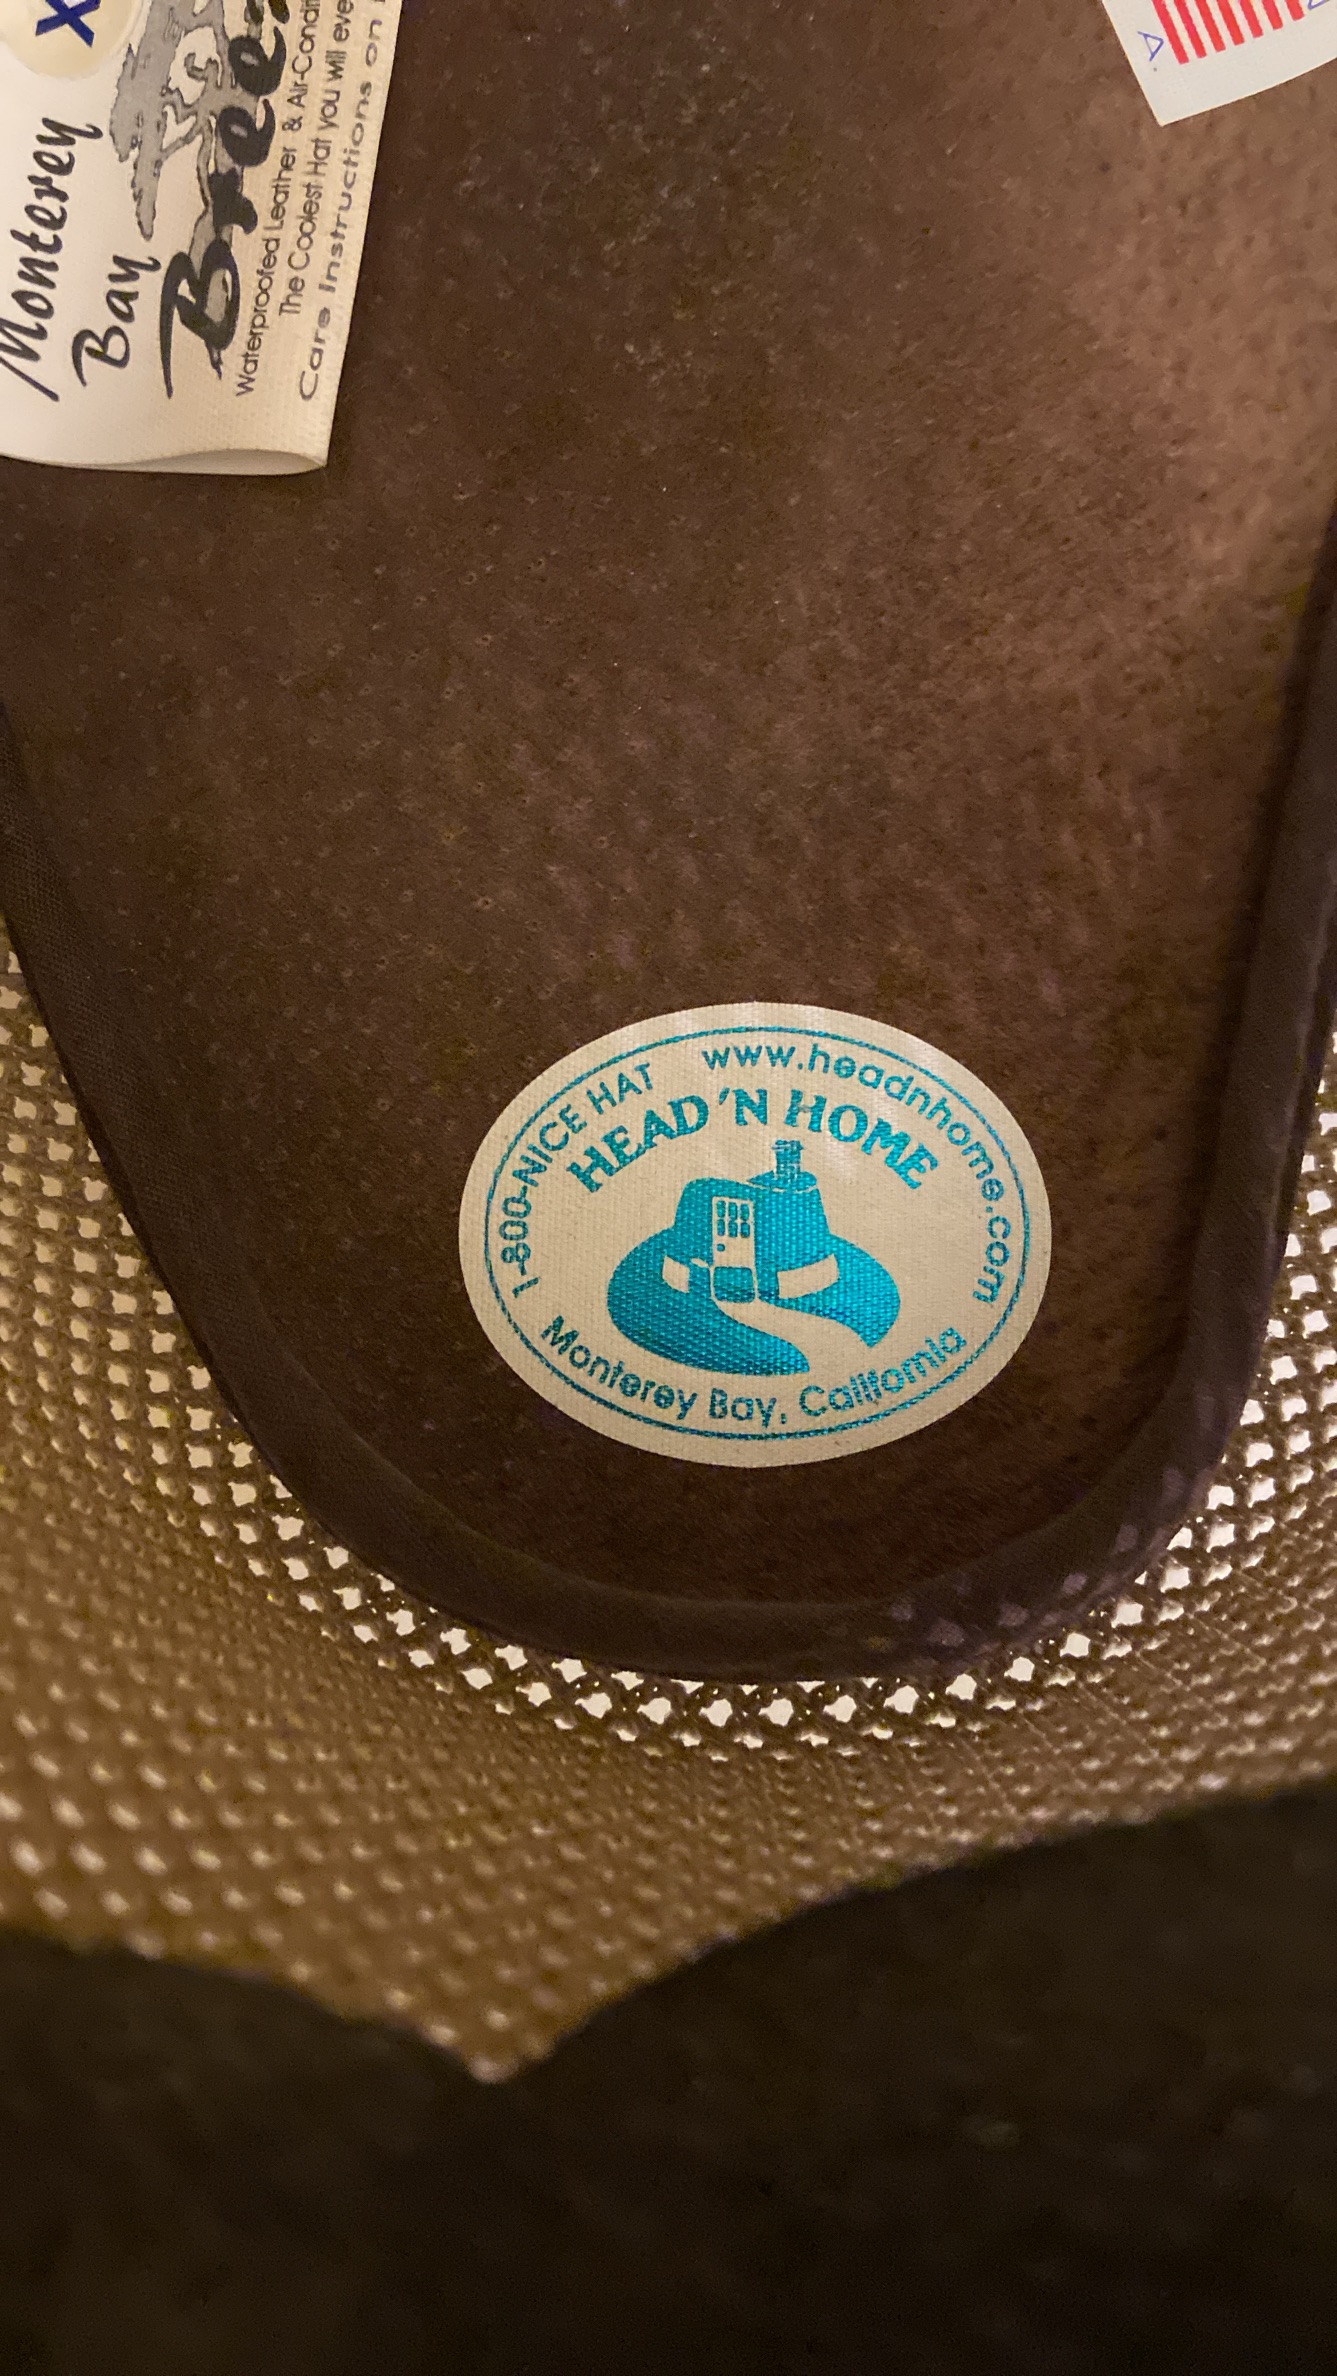 X
Monterey
Bay
Waterproofed Leather & Air-Condi
The Coolest Hat you will eve
Care Instructions on
A
1-800-NICE HAT www.headnhome.com
HEAD 'N HOME
Monterey Bay, California